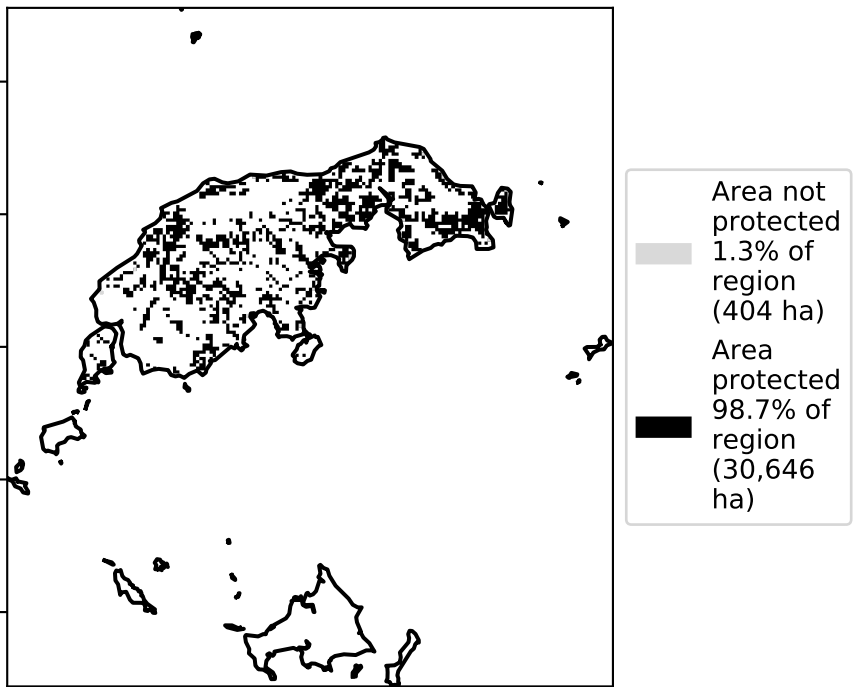 Area not
protected
1.3% of
region
(404 ha)
Area
protected
98.7% of
region
(30,646
ha)